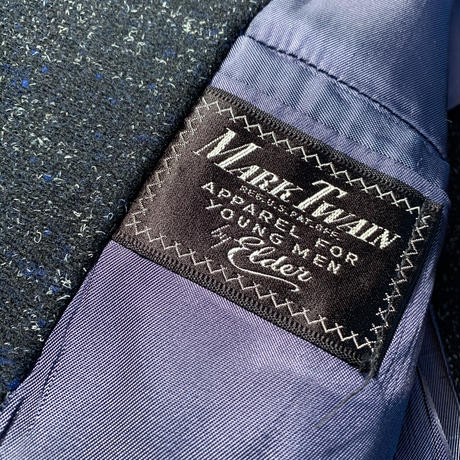 MARK TWAIN
REG. U.S. PAT. OFF.
APPAREL FOR
YOUNG MEN
by Elder